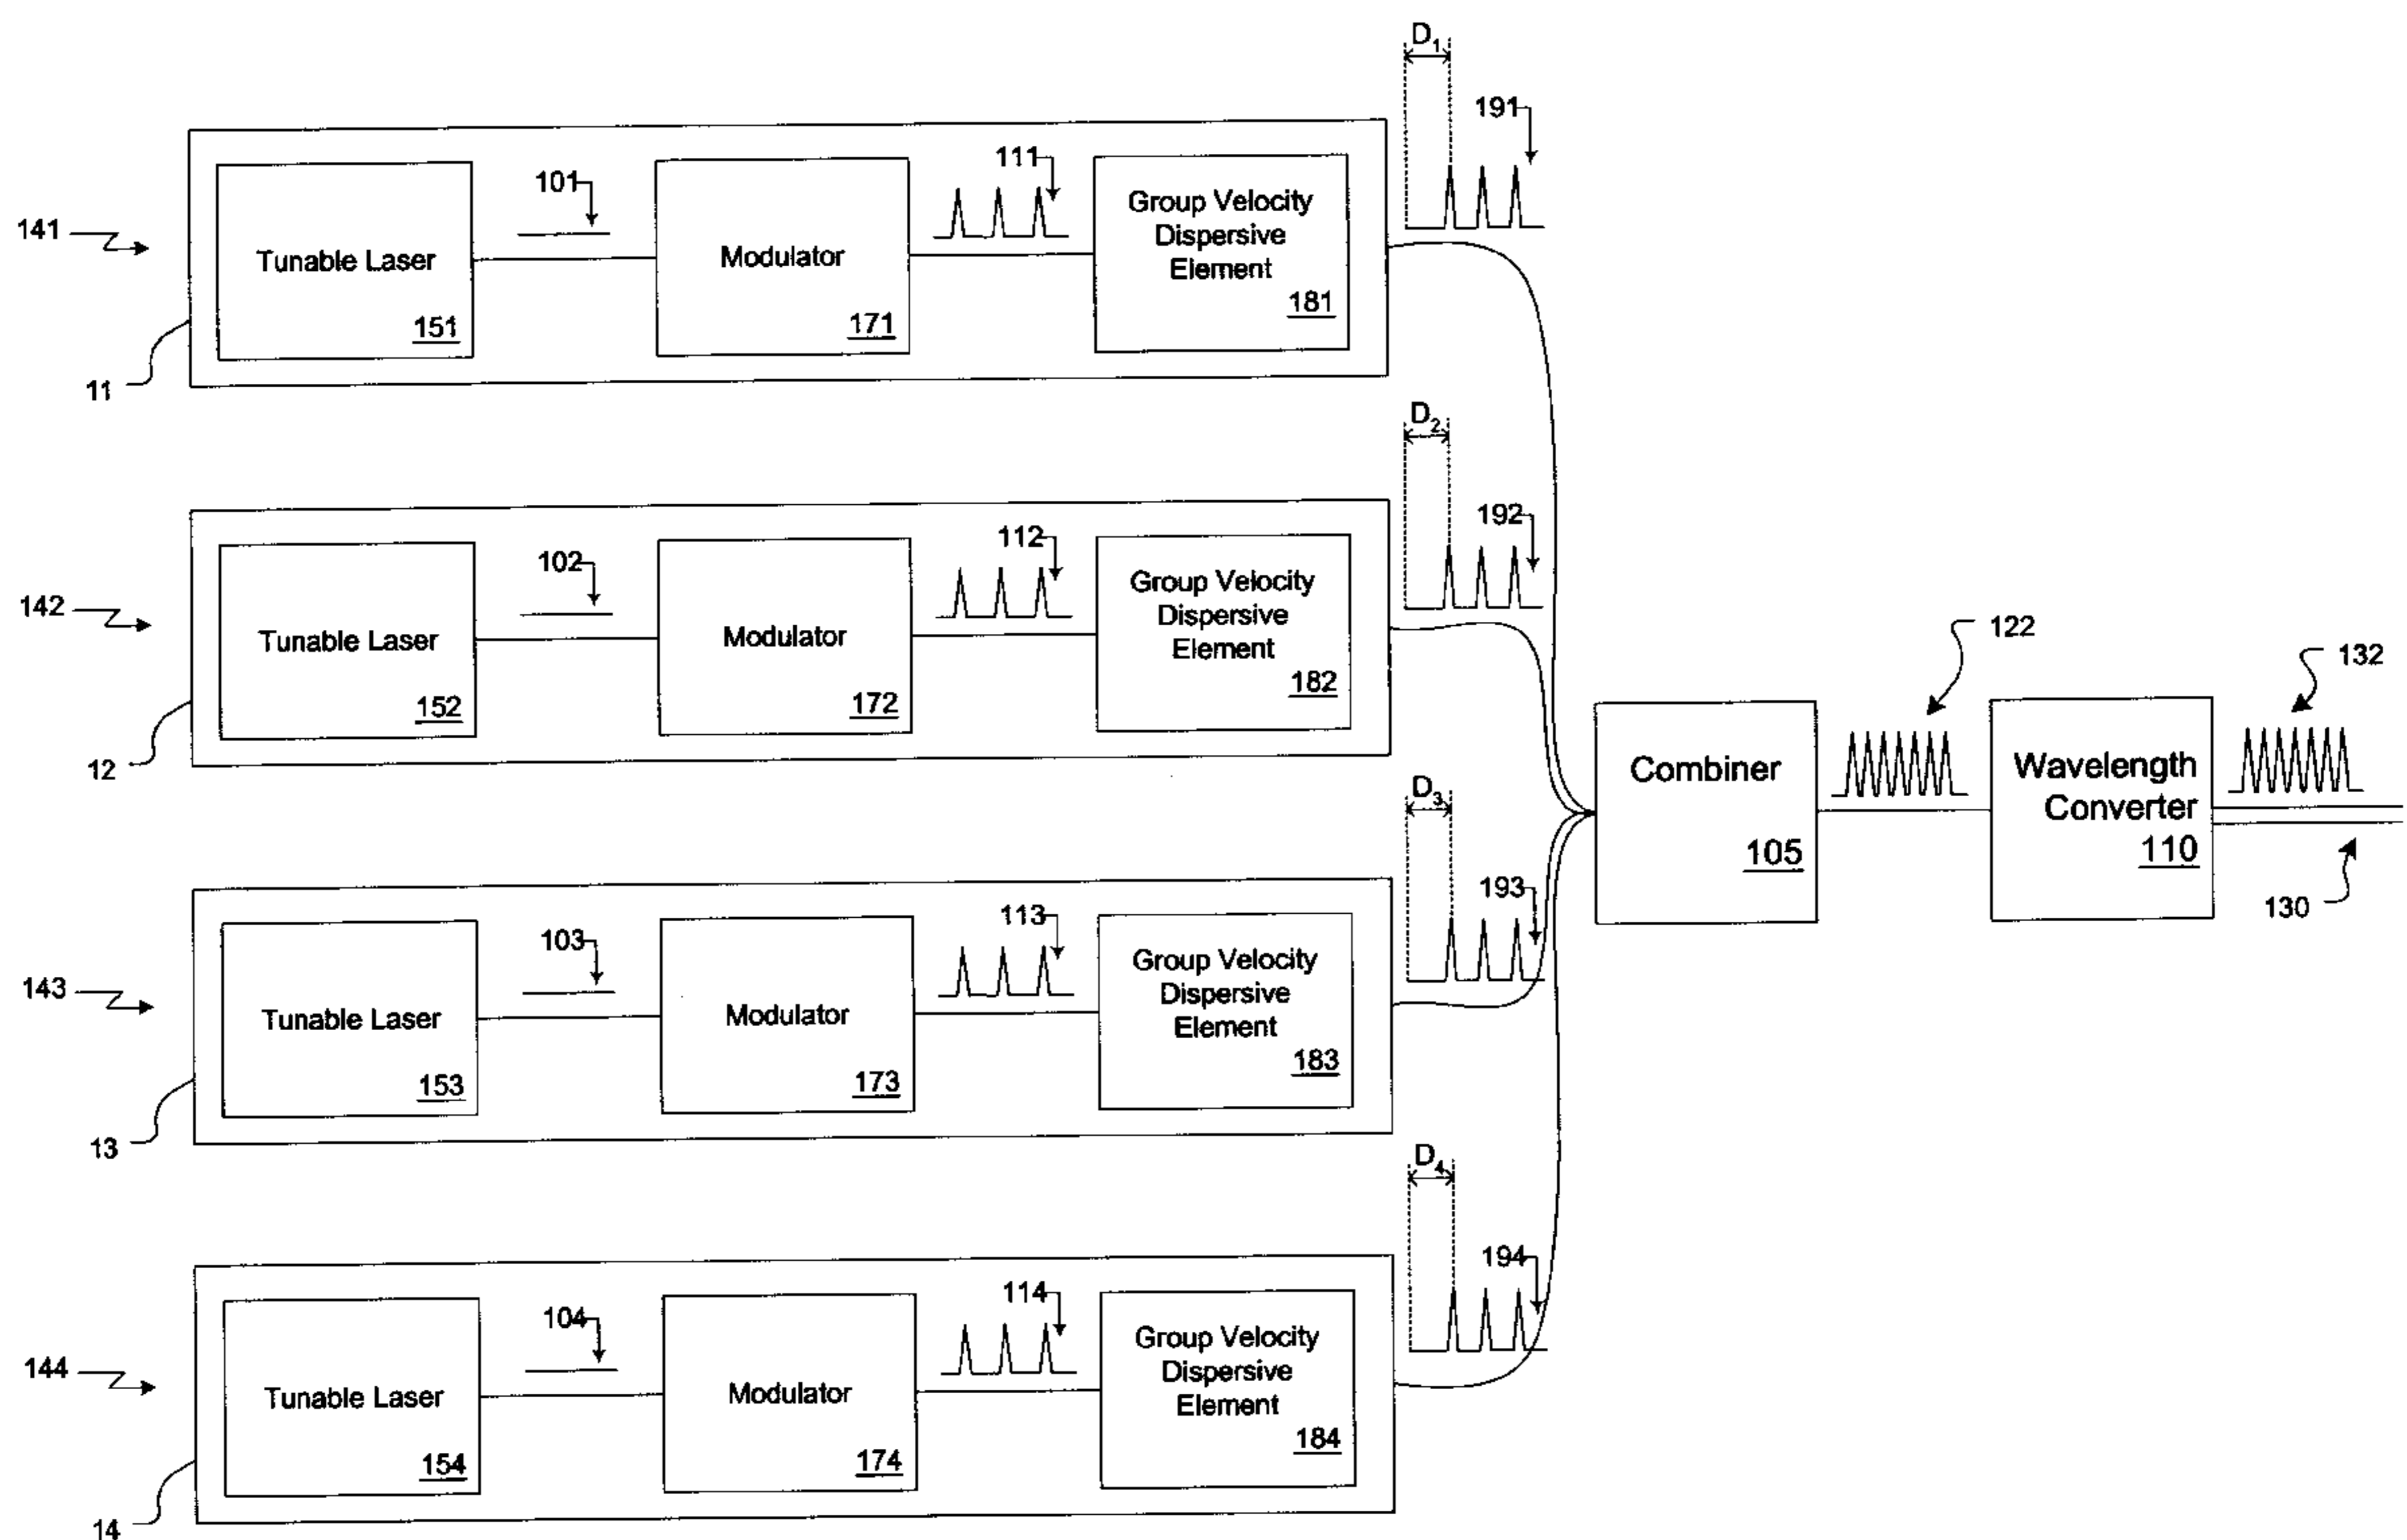 D1
191
111
Group Velocity
Dispersive
Element
181
101
141
Tunable Laser
151
Modulator
171
11
D2
192
112
Group Velocity
Dispersive
Element
182
102
142
Tunable Laser
152
Modulator
172
12
122
132
Combiner
105
Wavelength
Converter
110
130
D3
193
113
Group Velocity
Dispersive
Element
183
103
143
Tunable Laser
153
Modulator
173
13
D4
194
114
Group Velocity
Dispersive
Element
184
104
144
Tunable Laser
154
Modulator
174
14